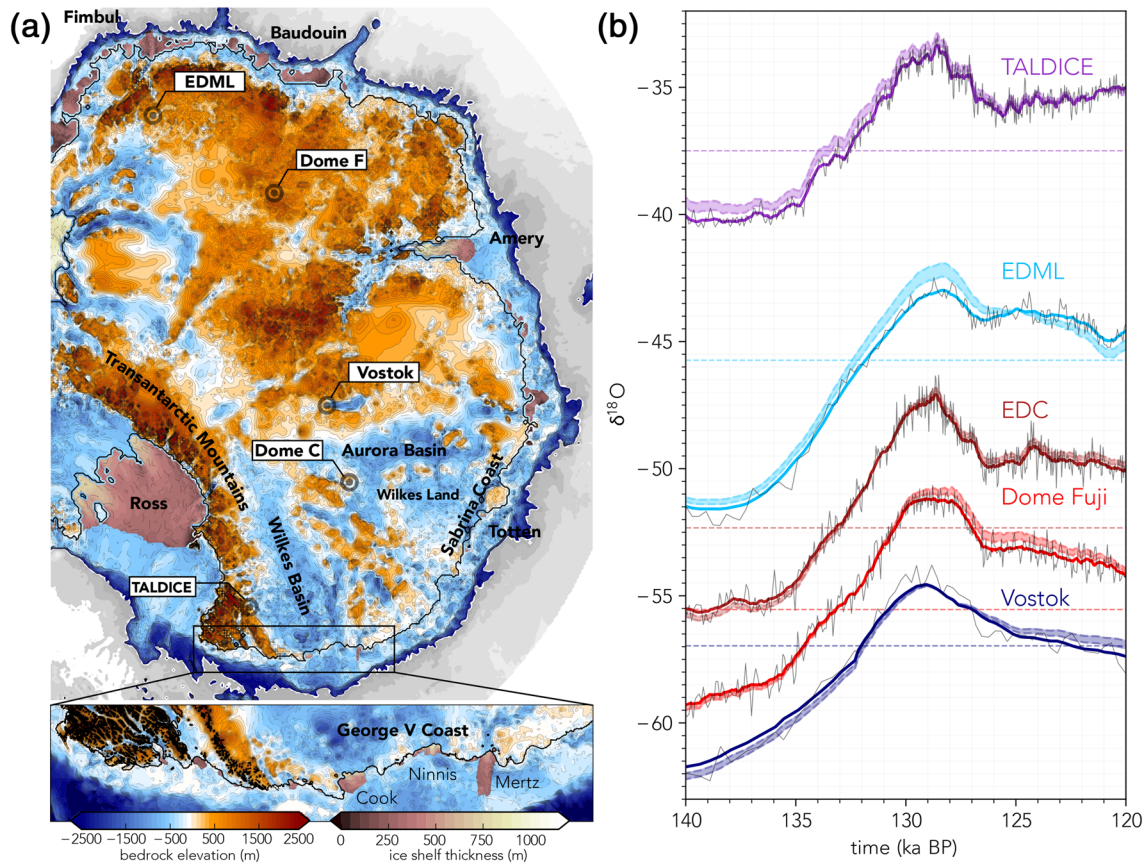 (a)
Fimbul
Baudouin
EDML
Dome F
Amery
Transantarctic Mountains
Vostok
Dome C
Aurora Basin
Wilkes Land
Sabrina Coast
Ross
Wilkes Basin
Totten
TALDICE
George V Coast
Ninnis
Mertz
Cook
−2500 −1500 −500 500 1500 2500
bedrock elevation (m)
0 250 500 750 1000
ice shelf thickness (m)
(b)
TALDICE
−35
−40
EDML
−45
δ18O
EDC
−50
Dome Fuji
−55
Vostok
−60
140 135 130 125 120
time (ka BP)